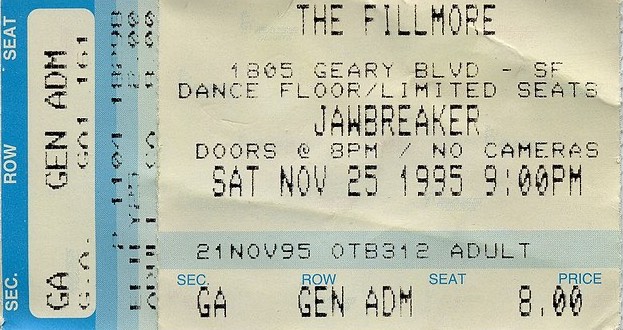 SEAT
ROW
SEC.
GEN ADM
GA
THE FILLMORE
1805 GEARY BLVD - SF
DANCE FLOOR/LIMITED SEATS
JAWBREAKER
DOORS @ 8PM / NO CAMERAS
SAT NOV 25 1995 9:00PM
21NOV95 OTB312 ADULT
SEC. ROW SEAT PRICE
GA GEN ADM 8.00